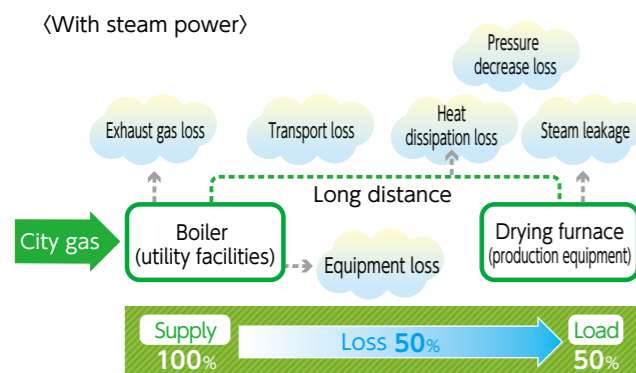 〈With steam power〉
Pressure
decrease loss
Exhaust gas loss
Transport loss
Heat
dissipation loss
Steam leakage
Long distance
City gas
Boiler
(utility facilities)
Drying furnace
(production equipment)
Equipment loss
Supply
100%
Loss 50%
Load
50%